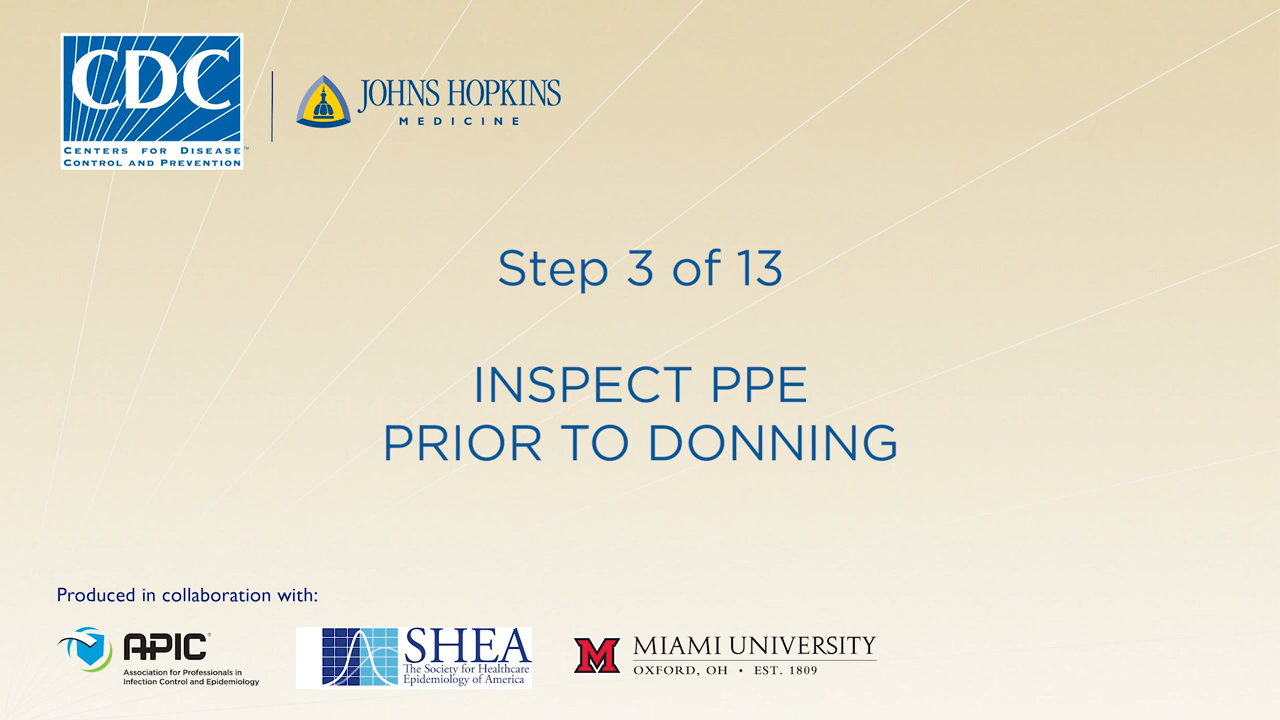 CDC
CENTERS FOR DISEASE™
CONTROL AND PREVENTION
JOHNS HOPKINS
MEDICINE
Step 3 of 13
INSPECT PPE
PRIOR TO DONNING
Produced in collaboration with:
APIC®
Association for Professionals in
Infection Control and Epidemiology
SHEA
The Society for Healthcare
Epidemiology of America
M
MIAMI UNIVERSITY
OXFORD, OH • EST. 1809